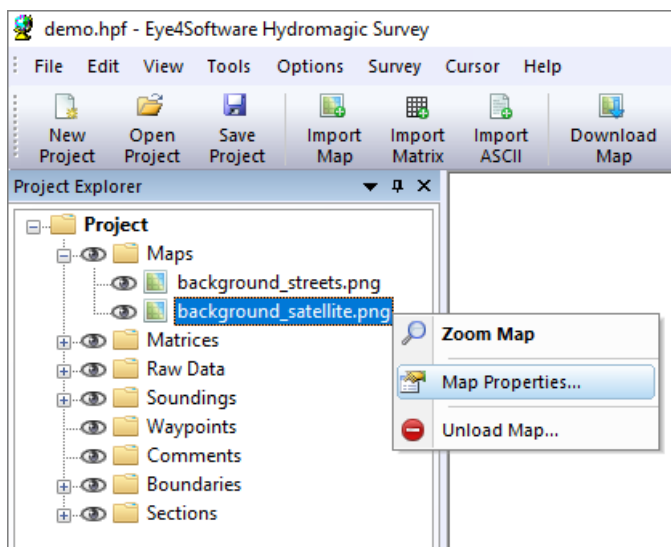 demo.hpf - Eye4Software Hydromagic Survey
File Edit View Tools Options Survey Cursor Help
New Project Open Project Save Project Import Map Import Matrix Import ASCII Download Map
Project Explorer
Project
Maps
background_streets.png
background_satellite.png
Matrices
Raw Data
Soundings
Waypoints
Comments
Boundaries
Sections
Zoom Map
Map Properties...
Unload Map...